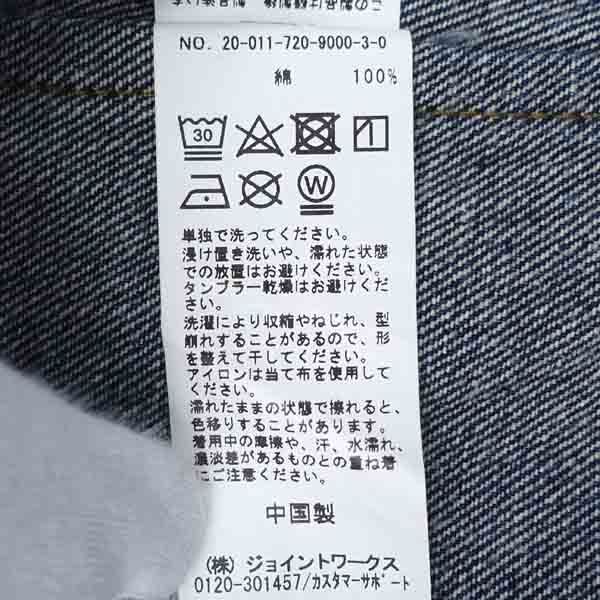 NO. 20-011-720-9000-3-0
綿 100%
30
W
単独で洗ってください。
浸け置き洗いや、濡れた状態
での放置はお避けください。
タンブラー乾燥はお避けくださ
い。
洗濯により収縮やねじれ、型
崩れすることがあるので、形
を整えて干してください。
アイロンは当て布を使用して
ください。
濡れたままの状態で擦れると、
色移りすることがあります。
着用中の摩擦や、汗、水濡れ、
濃淡差があるものとの重ね着
にご注意ください。
中国製
(株) ジョイントワークス
0120-301457/カスタマーサポート